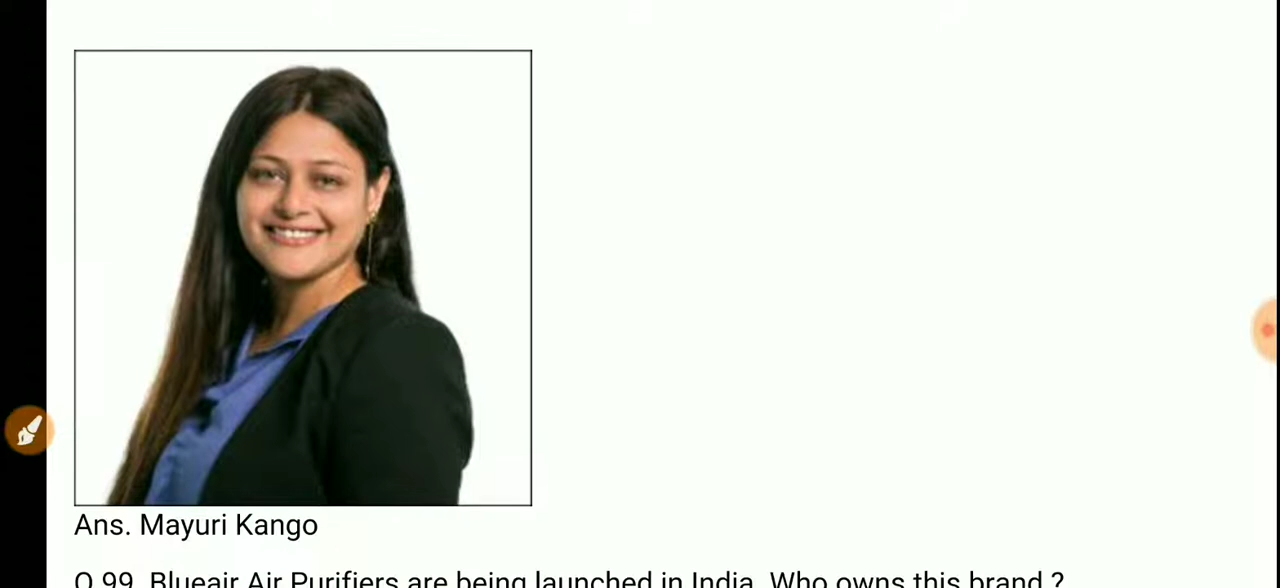 Ans. Mayuri Kango
Q.99. Blueair Air Purifiers are being launched in India. Who owns this brand ?